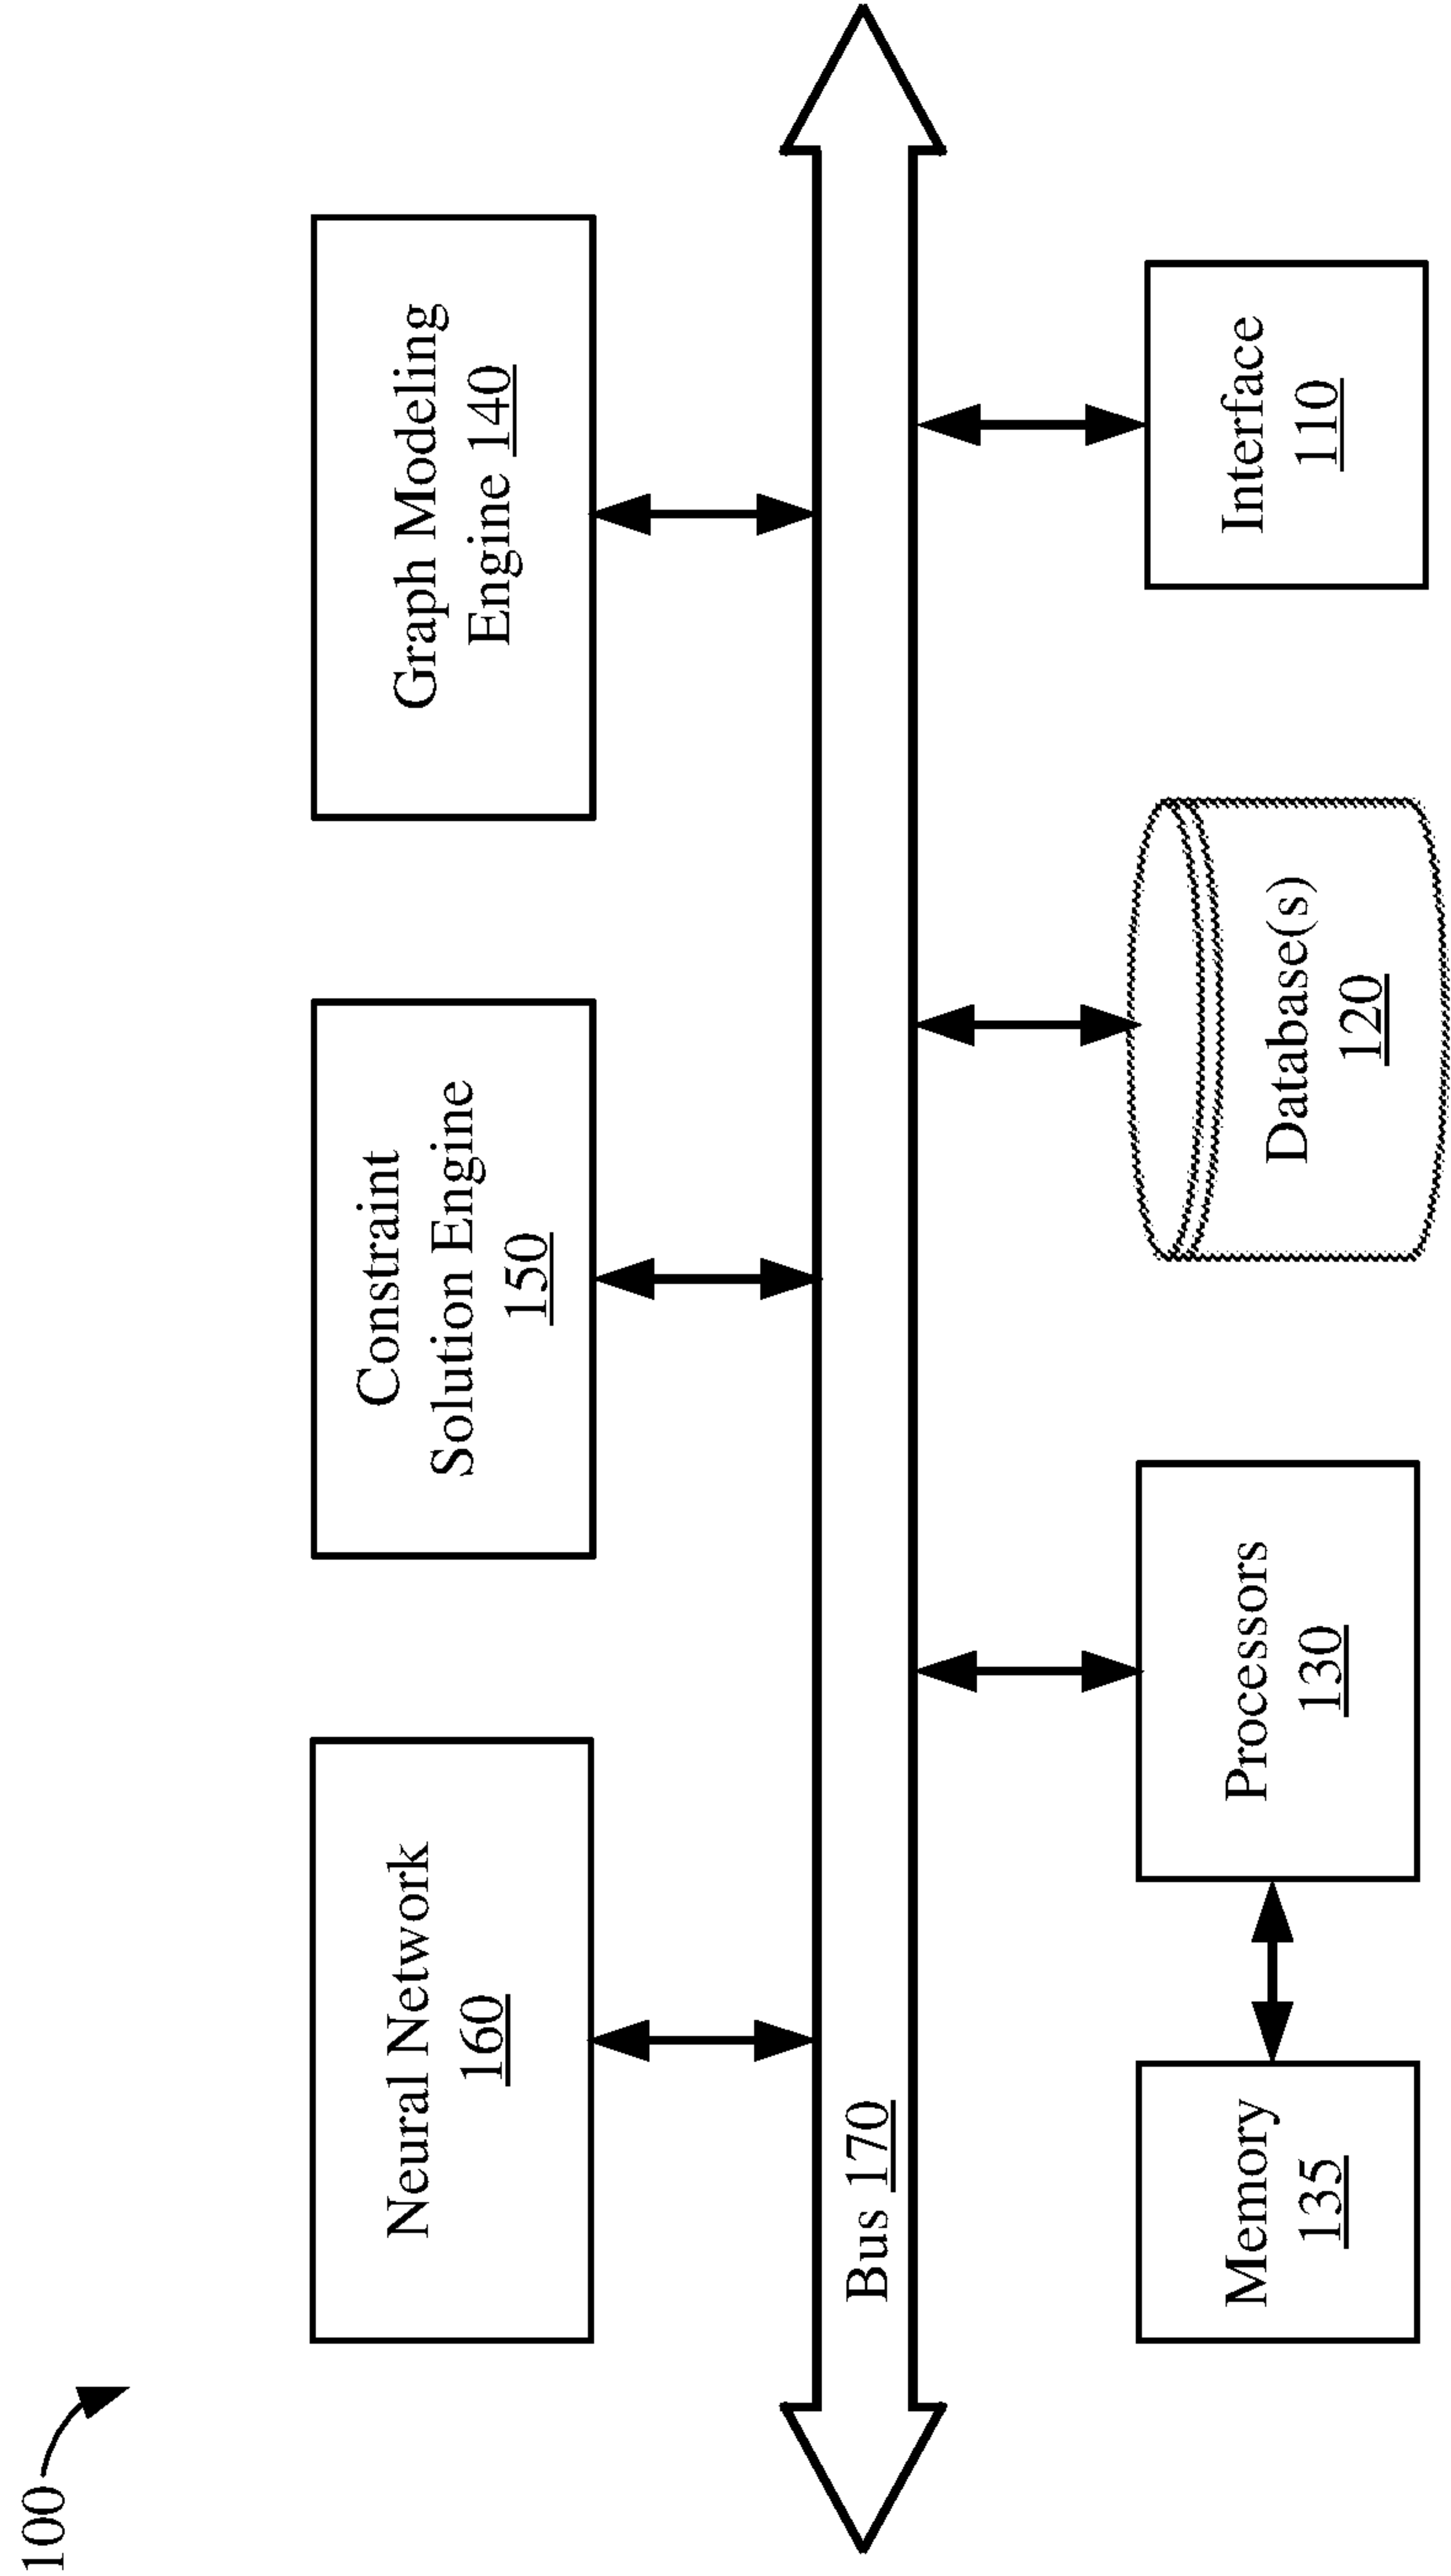 100
Neural Network
160
Constraint
Solution Engine
150
Graph Modeling
Engine 140
Bus 170
Memory
135
Processors
130
Database(s)
120
Interface
110